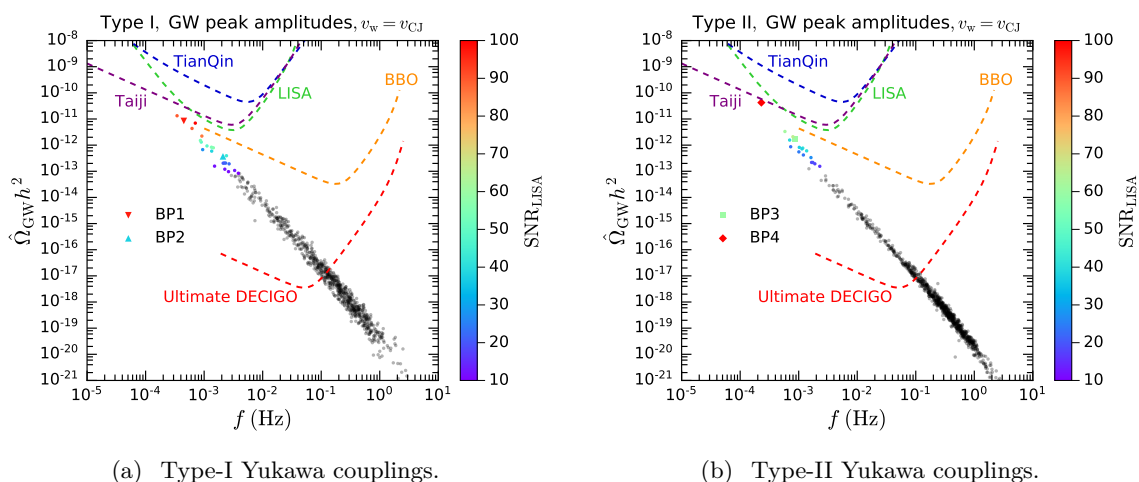 Type I, GW peak amplitudes, v_w = v_CJ
10^-8
10^-9
10^-10
10^-11
10^-12
10^-13
10^-14
10^-15
10^-16
10^-17
10^-18
10^-19
10^-20
10^-21
Ω̂_GW h^2
TianQin
LISA
Taiji
BBO
BP1
BP2
Ultimate DECIGO
10^-5 10^-4 10^-3 10^-2 10^-1 10^0 10^1
f (Hz)
100
90
80
70
60
50
40
30
20
10
SNR_LISA
(a) Type-I Yukawa couplings.
Type II, GW peak amplitudes, v_w = v_CJ
10^-8
10^-9
10^-10
10^-11
10^-12
10^-13
10^-14
10^-15
10^-16
10^-17
10^-18
10^-19
10^-20
10^-21
Ω̂_GW h^2
TianQin
LISA
Taiji
BBO
BP3
BP4
Ultimate DECIGO
10^-5 10^-4 10^-3 10^-2 10^-1 10^0 10^1
f (Hz)
100
90
80
70
60
50
40
30
20
10
SNR_LISA
(b) Type-II Yukawa couplings.